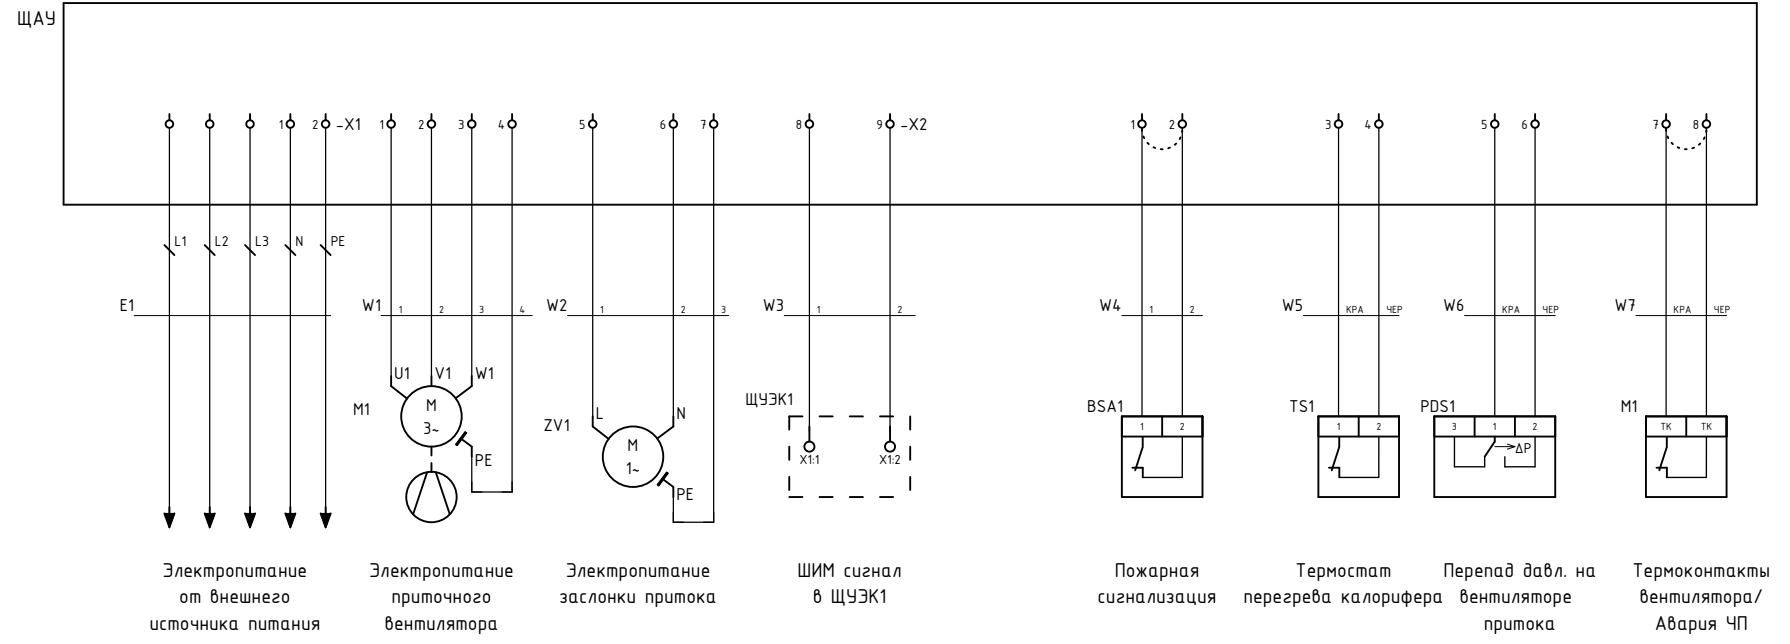 ЩАУ
1 2 -X1 1 2 3 4 5 6 7 8 9 -X2 1 2 3 4 5 6 7 8
L1 L2 L3 N PE
E1 W1 1 2 3 4 W2 1 2 3 W3 1 2 W4 1 2 W5 КРА ЧЕР W6 КРА ЧЕР W7 КРА ЧЕР
U1 V1 W1
M1 M 3~ PE
ZV1 L N M 1~ PE
ЩУЭК1 X1:1 X1:2
BSA1 1 2
TS1 1 2
PDS1 3 1 2 ΔP
M1 ТК ТК
Электропитание
от внешнего
источника питания
Электропитание
приточного
вентилятора
Электропитание
заслонки притока
ШИМ сигнал
в ЩУЭК1
Пожарная
сигнализация
Термостат
перегрева калорифера
Перепад давл. на
вентиляторе
притока
Термоконтакты
вентилятора/
Авария ЧП